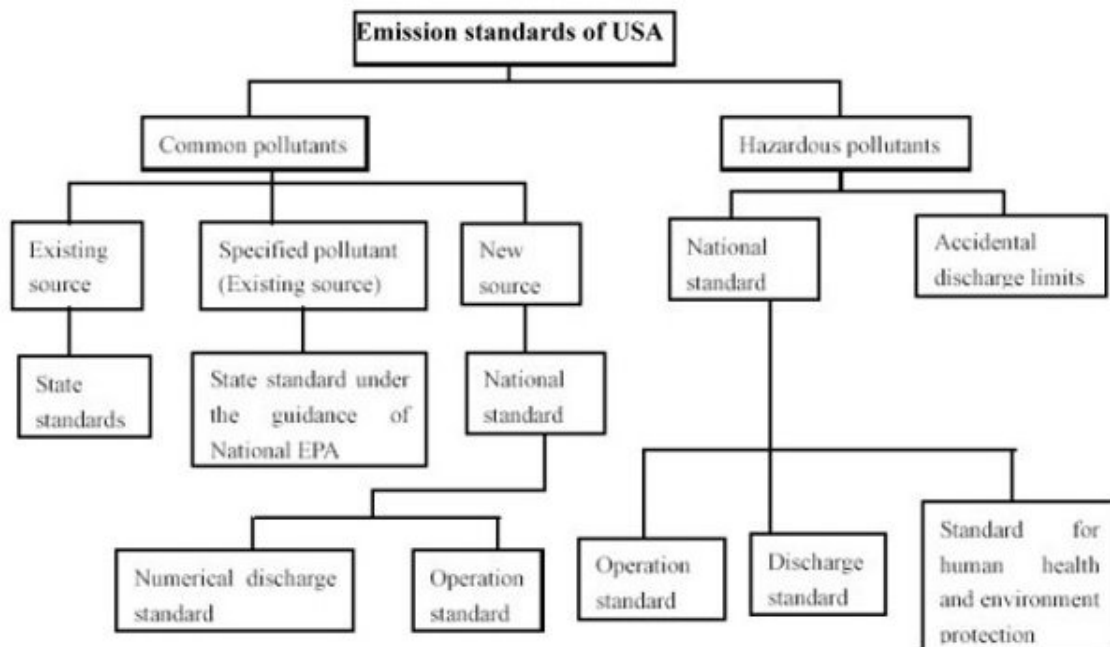 Emission standards of USA
Common pollutants
Hazardous pollutants
Existing
source
Specified pollutant
(Existing source)
New
source
National
standard
Accidental
discharge limits
State
standards
State standard under
the guidance of
National EPA
National
standard
Numerical discharge
standard
Operation
standard
Operation
standard
Discharge
standard
Standard for
human health
and environment
protection